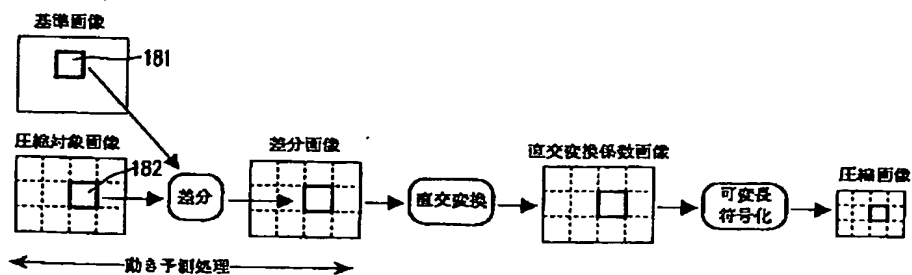 基準画像
181
圧縮対象画像
182
差分
差分画像
直交変換
直交変換係数画像
可変長
符号化
圧縮画像
動き予測処理